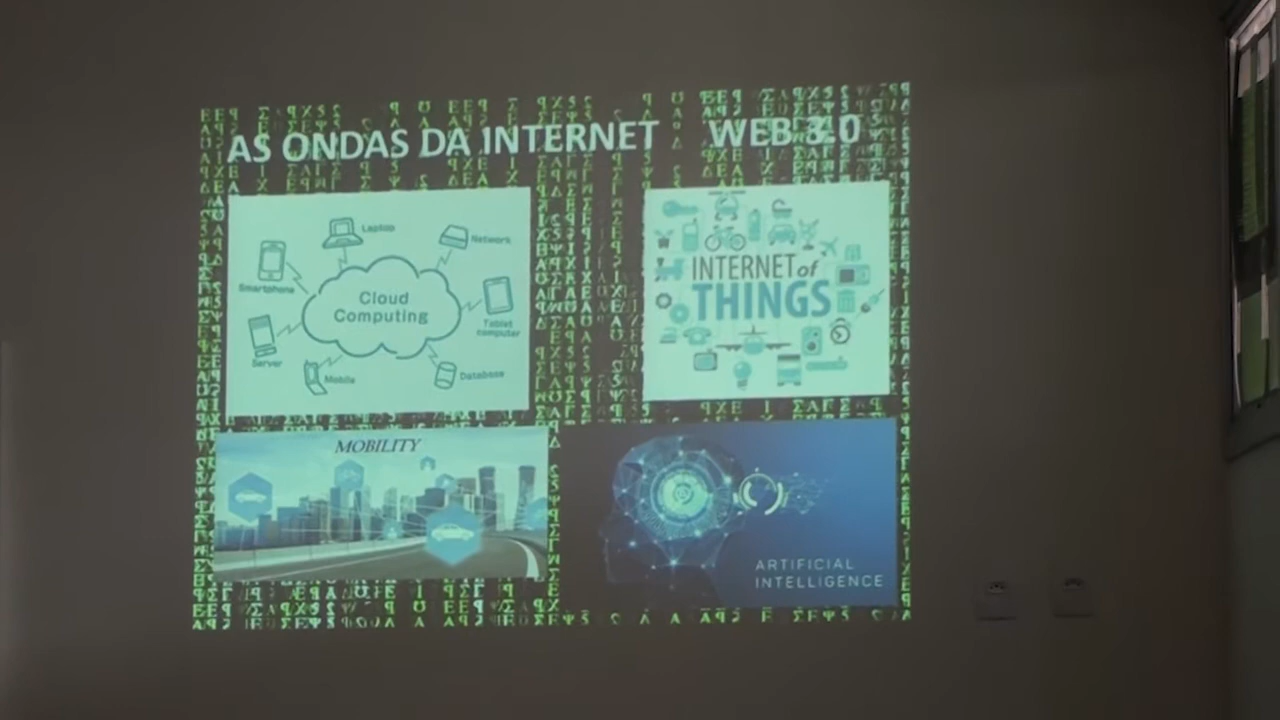 AS ONDAS DA INTERNET WEB 3.0
Laptop
Network
Smartphone
Cloud
Computing
Tablet
computer
Server
Mobile
Database
INTERNET of
THINGS
MOBILITY
ARTIFICIAL
INTELLIGENCE